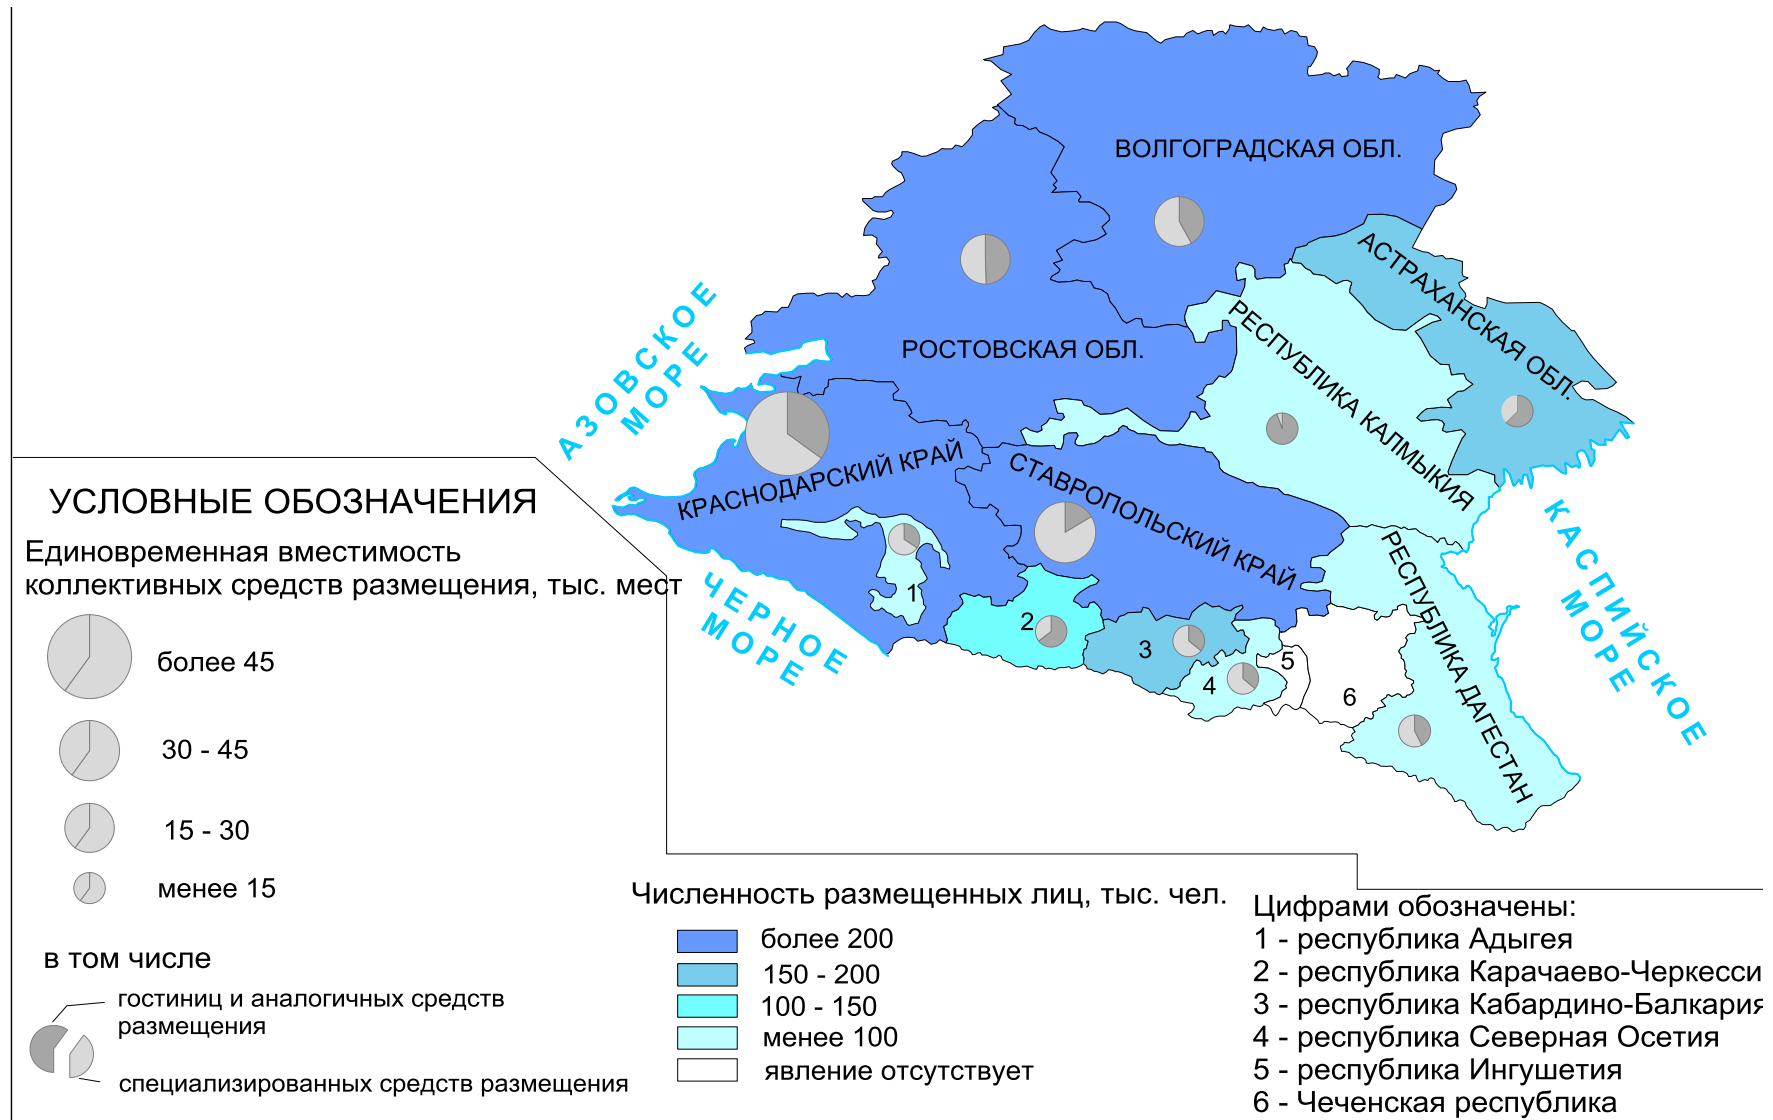 ВОЛГОГРАДСКАЯ ОБЛ.
АСТРАХАНСКАЯ ОБЛ.
РОСТОВСКАЯ ОБЛ.
РЕСПУБЛИКА КАЛМЫКИЯ
АЗОВСКОЕ
МОРЕ
КРАСНОДАРСКИЙ КРАЙ
СТАВРОПОЛЬСКИЙ КРАЙ
РЕСПУБЛИКА ДАГЕСТАН
КАСПИЙСКОЕ
МОРЕ
ЧЕРНОЕ
МОРЕ
1
2
3
4
5
6
УСЛОВНЫЕ ОБОЗНАЧЕНИЯ
Единовременная вместимость
коллективных средств размещения, тыс. мест
более 45
30 - 45
15 - 30
менее 15
в том числе
гостиниц и аналогичных средств
размещения
специализированных средств размещения
Численность размещенных лиц, тыс. чел.
более 200
150 - 200
100 - 150
менее 100
явление отсутствует
Цифрами обозначены:
1 - республика Адыгея
2 - республика Карачаево-Черкесси
3 - республика Кабардино-Балкария
4 - республика Северная Осетия
5 - республика Ингушетия
6 - Чеченская республика